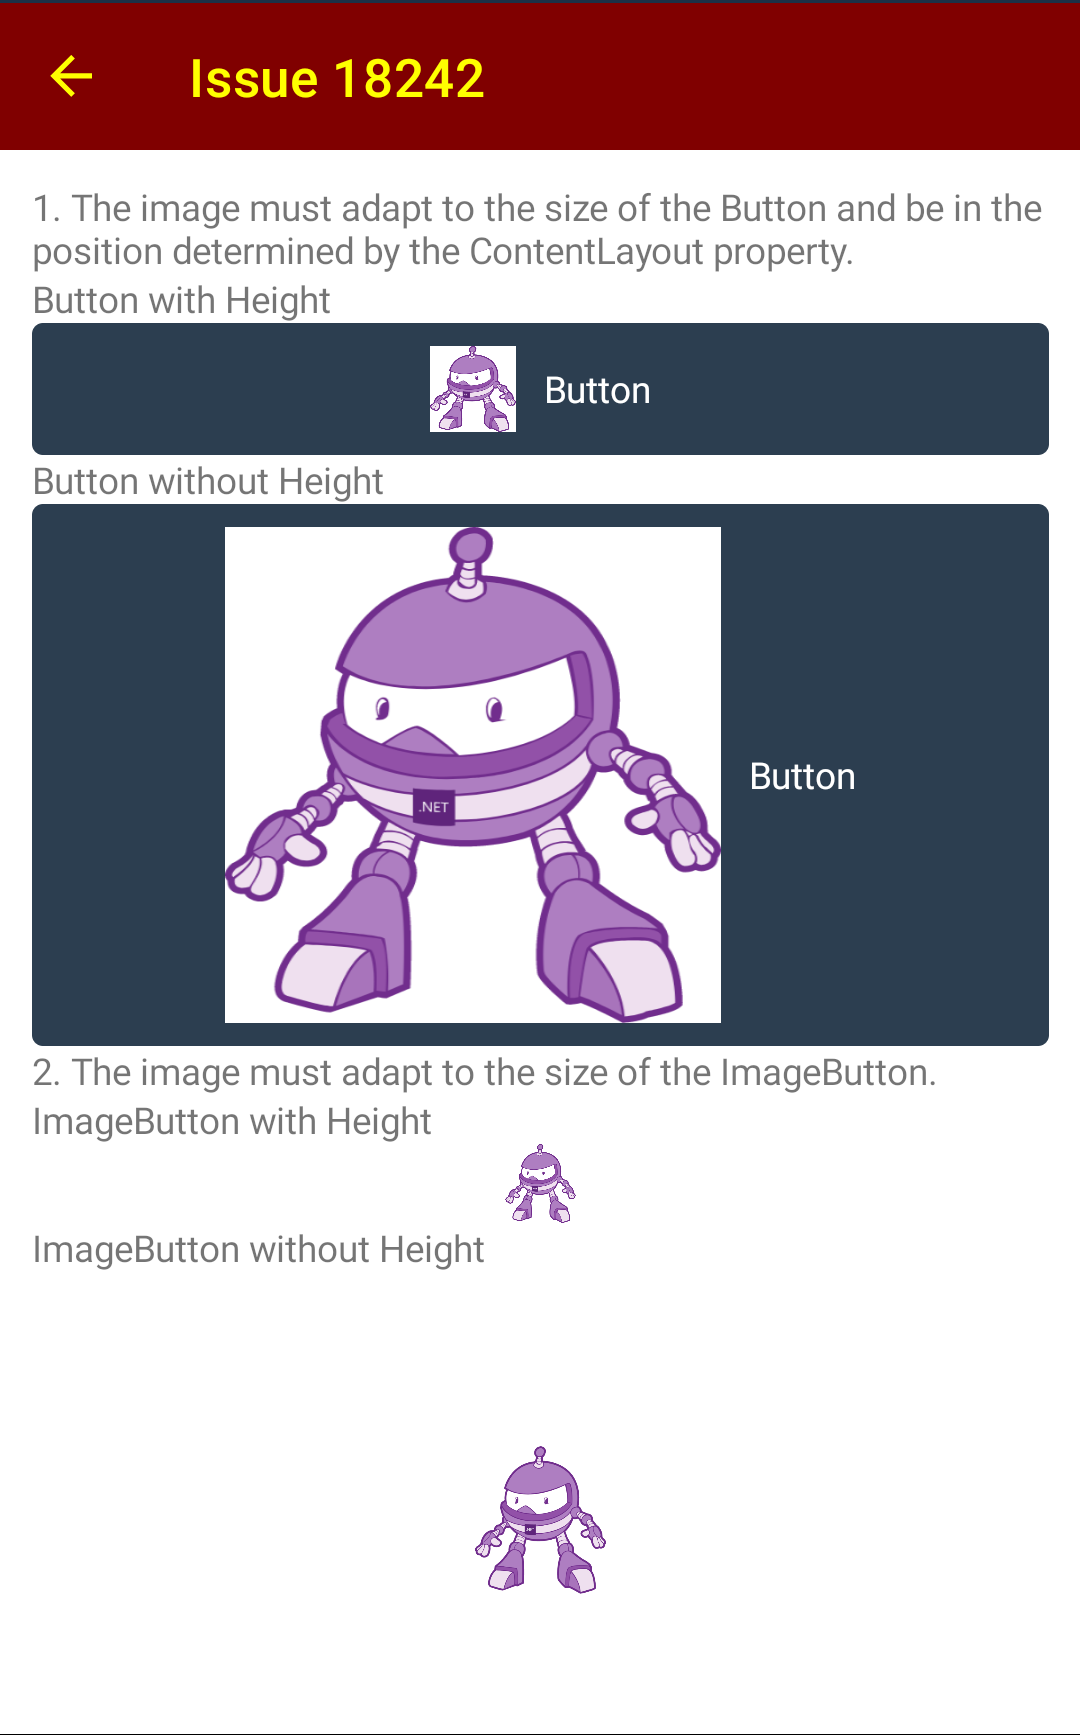 Issue 18242
1. The image must adapt to the size of the Button and be in the
position determined by the ContentLayout property.
Button with Height
Button
Button without Height
.NET
Button
2. The image must adapt to the size of the ImageButton.
ImageButton with Height
ImageButton without Height